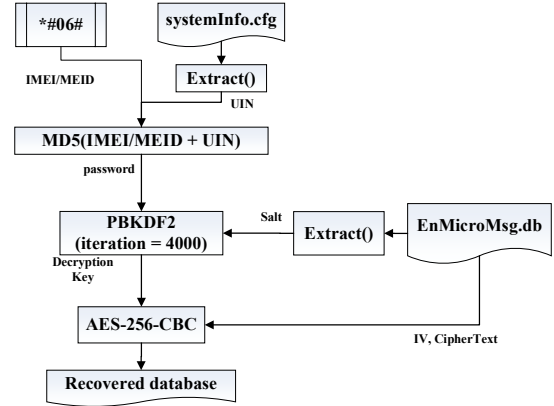 *#06#
systemInfo.cfg
IMEI/MEID
Extract()
UIN
MD5(IMEI/MEID + UIN)
password
PBKDF2
(iteration = 4000)
Salt
Extract()
EnMicroMsg.db
Decryption
Key
AES-256-CBC
IV, CipherText
Recovered database